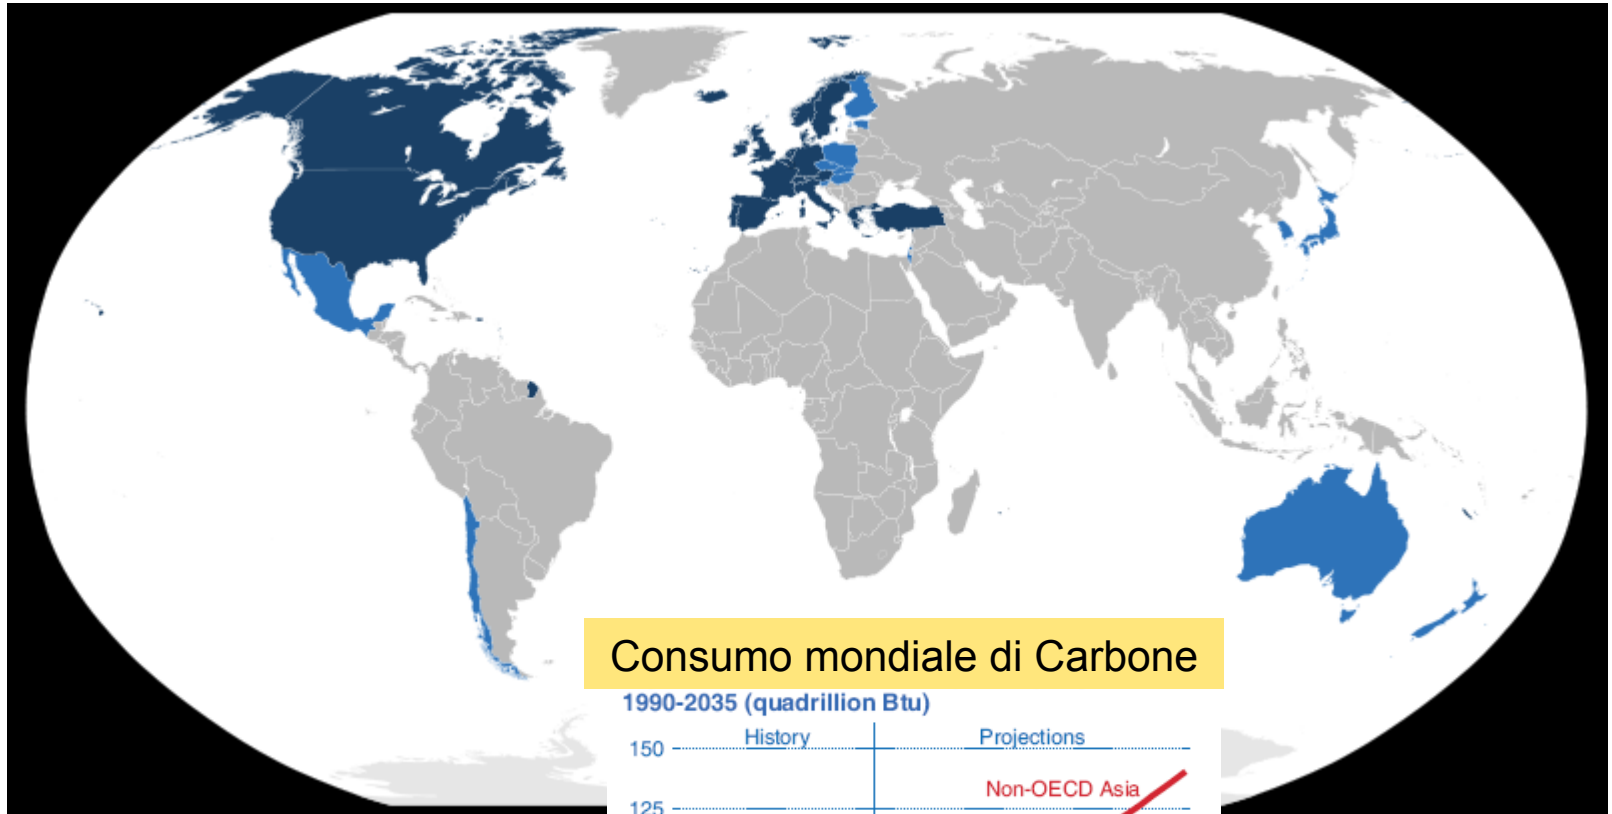 Consumo mondiale di Carbone
1990-2035 (quadrillion Btu)
History Projections
150
Non-OECD Asia
125